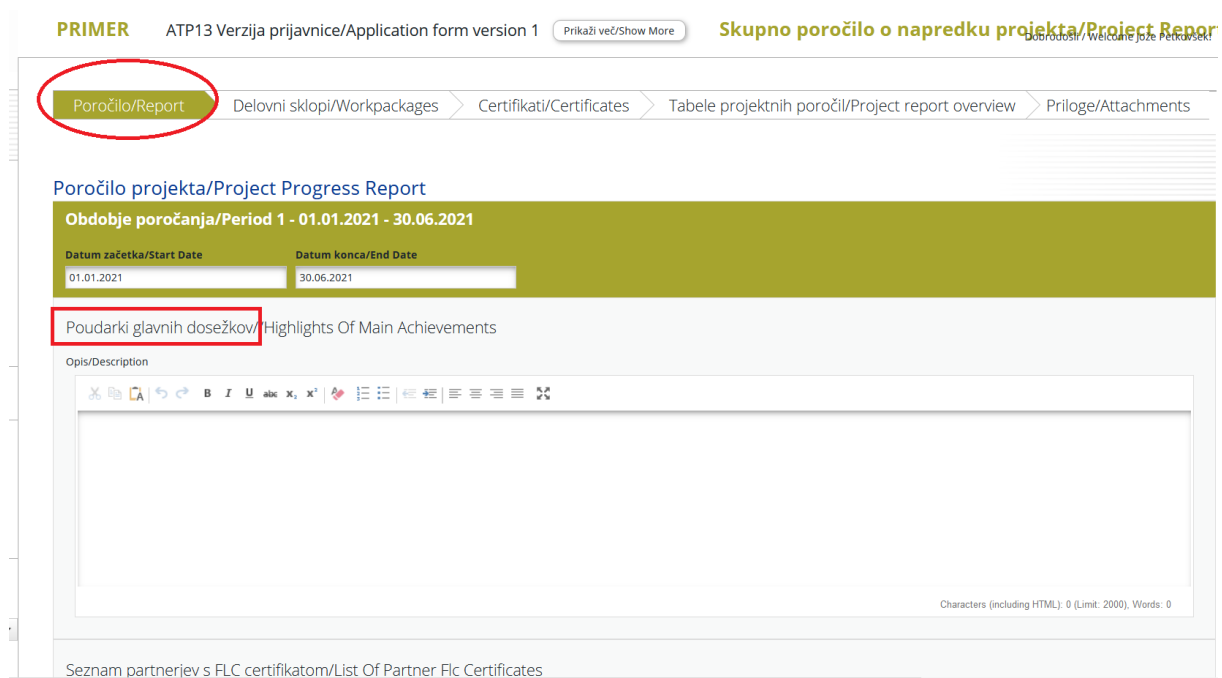 PRIMER ATP13 Verzija prijavnice/Application form version 1 Prikaži več/Show More Skupno poročilo o napredku projekta/Project Report
Dobrodošli / Welcome Jože Petkovšek!
Poročilo/Report Delovni sklopi/Workpackages Certifikati/Certificates Tabele projektnih poročil/Project report overview Priloge/Attachments
Poročilo projekta/Project Progress Report
Obdobje poročanja/Period 1 - 01.01.2021 - 30.06.2021
Datum začetka/Start Date Datum konca/End Date
01.01.2021 30.06.2021
Poudarki glavnih dosežkov//Highlights Of Main Achievements
Opis/Description
B I U abc x₂ x²
Characters (including HTML): 0 (Limit: 2000), Words: 0
Seznam partnerjev s FLC certifikatom/List Of Partner Flc Certificates